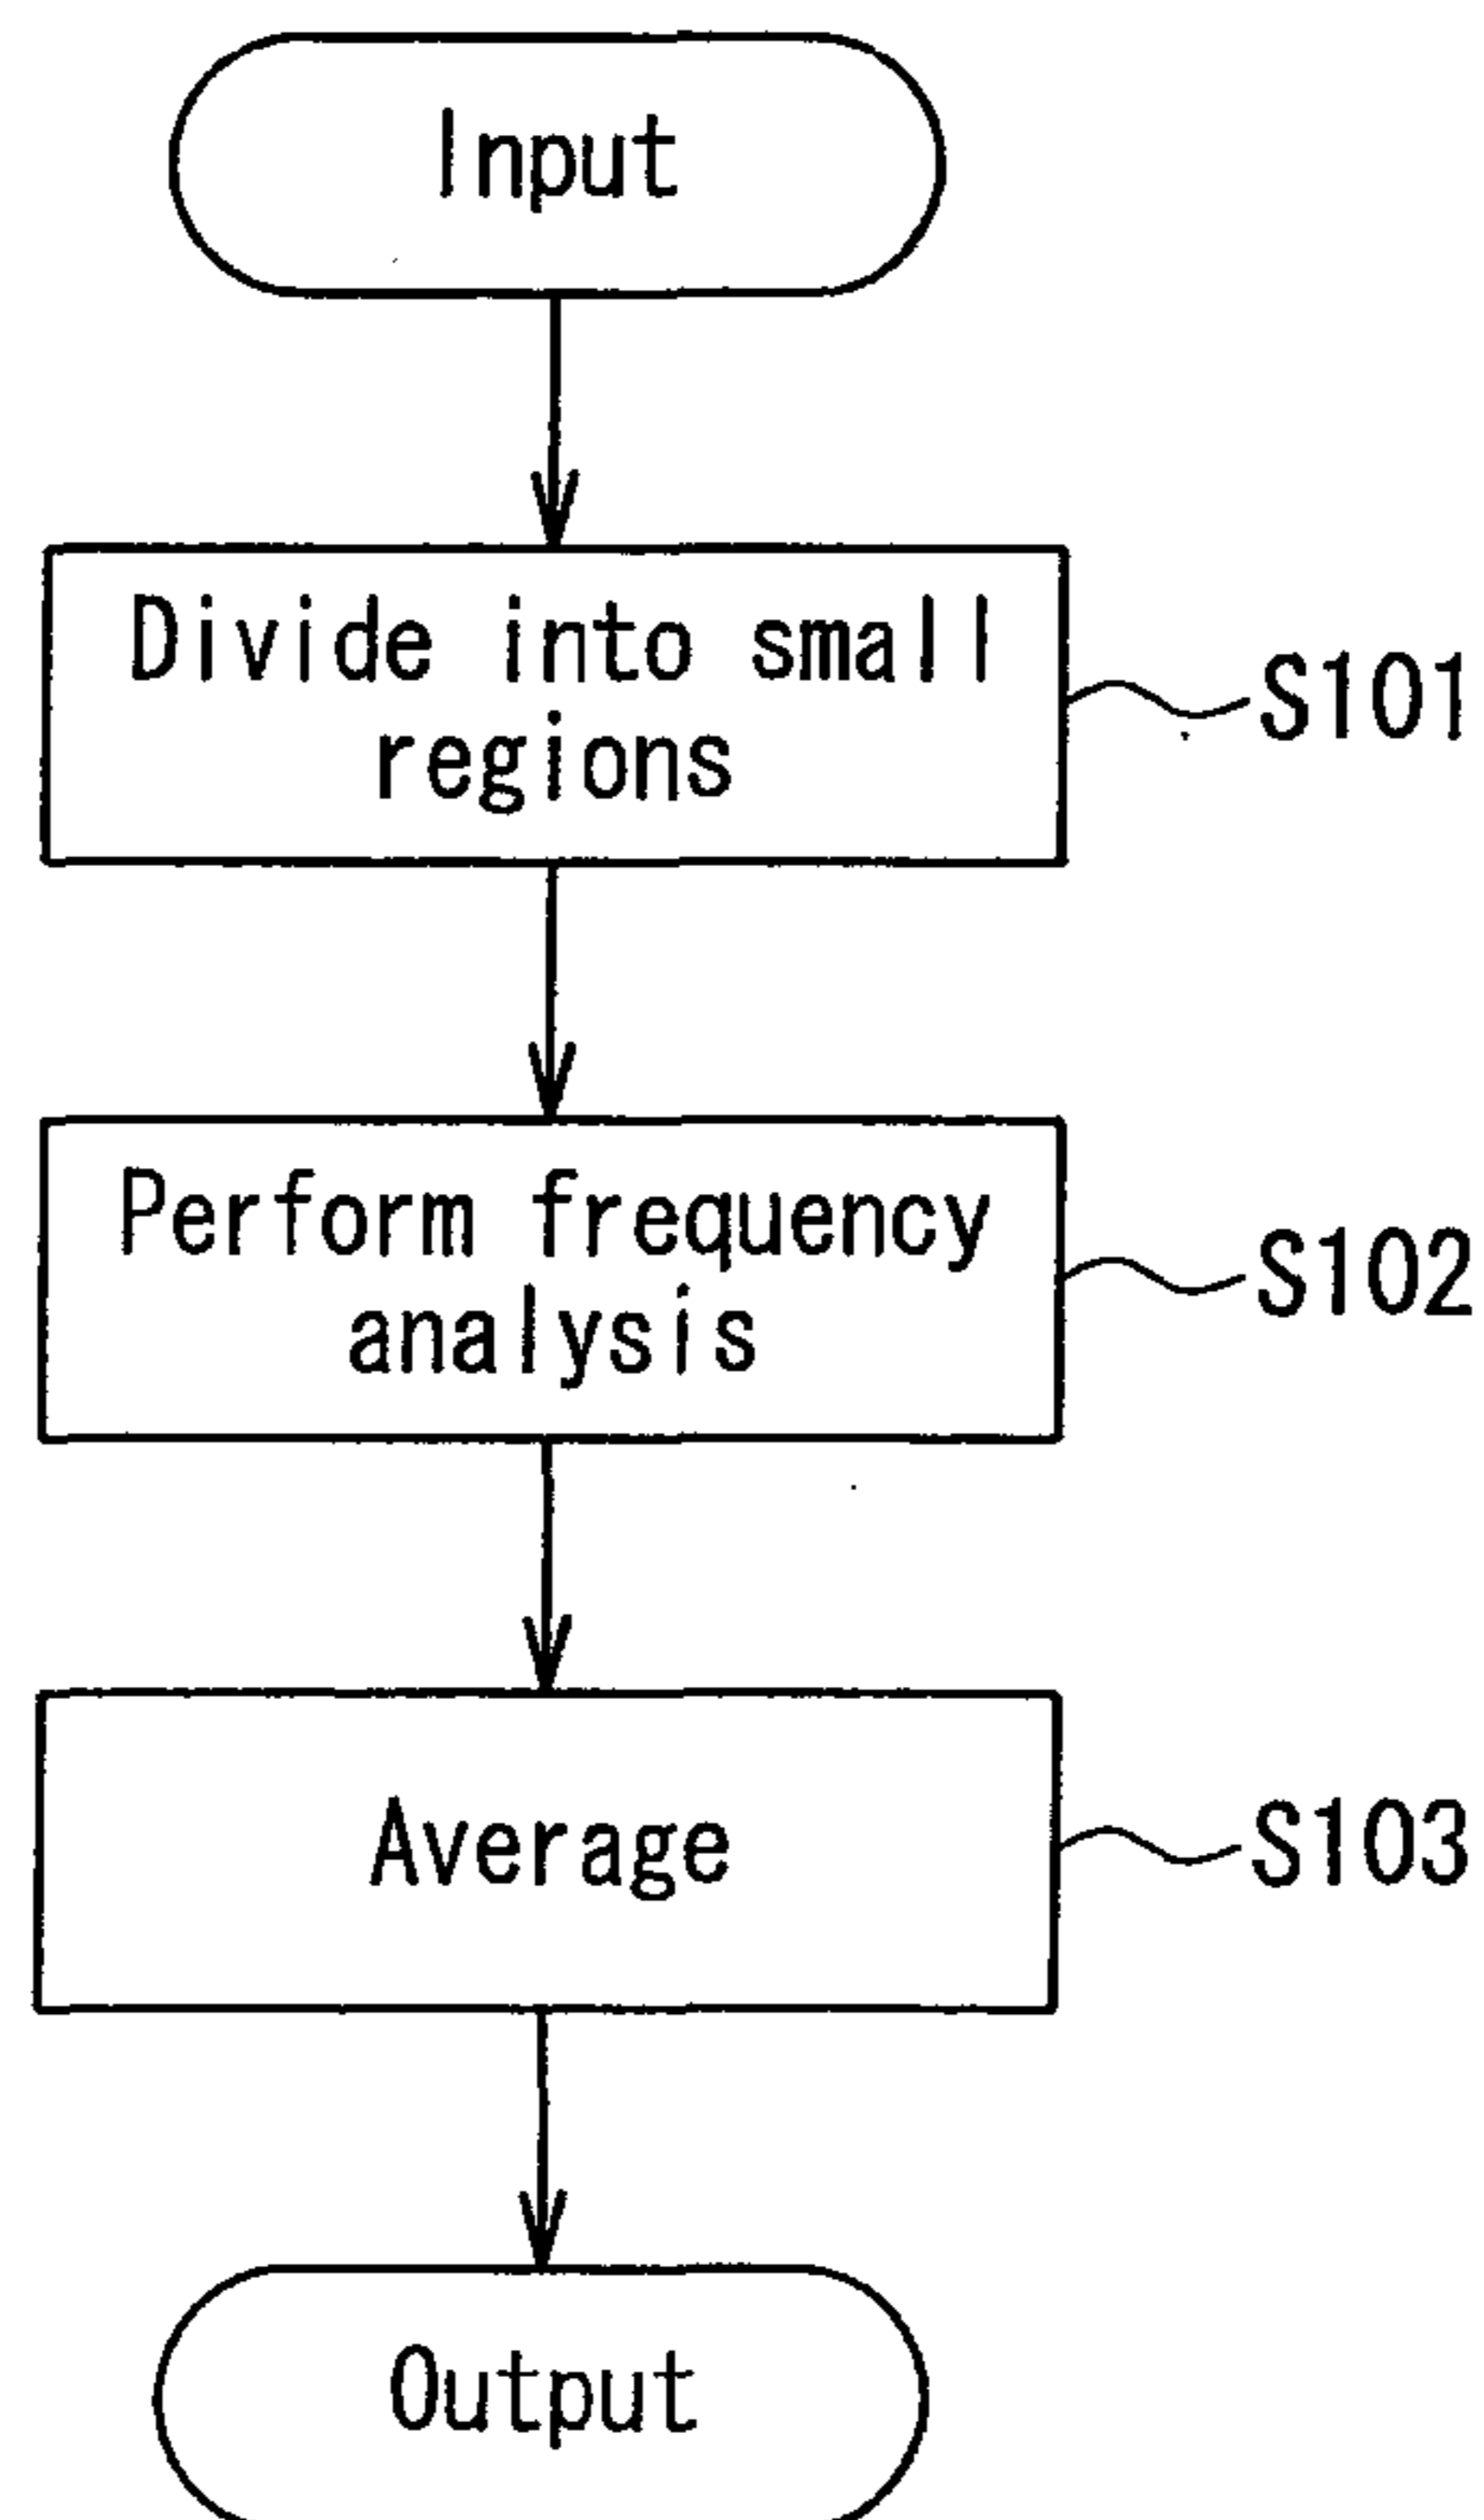 Input
Divide into small
regions
S101
Perform frequency
analysis
S102
Average
S103
Output